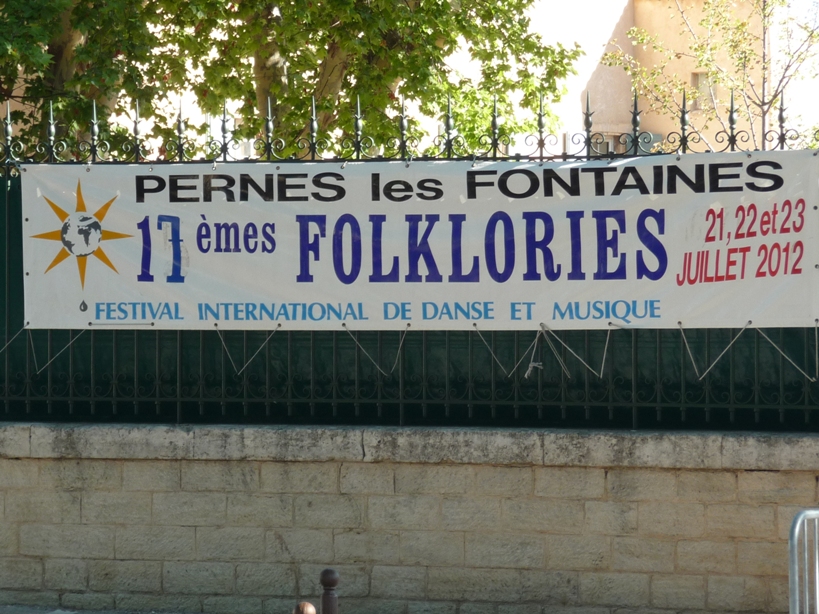 PERNES les FONTAINES
17èmes FOLKLORIES
21, 22 et 23
JUILLET 2012
FESTIVAL INTERNATIONAL DE DANSE ET MUSIQUE